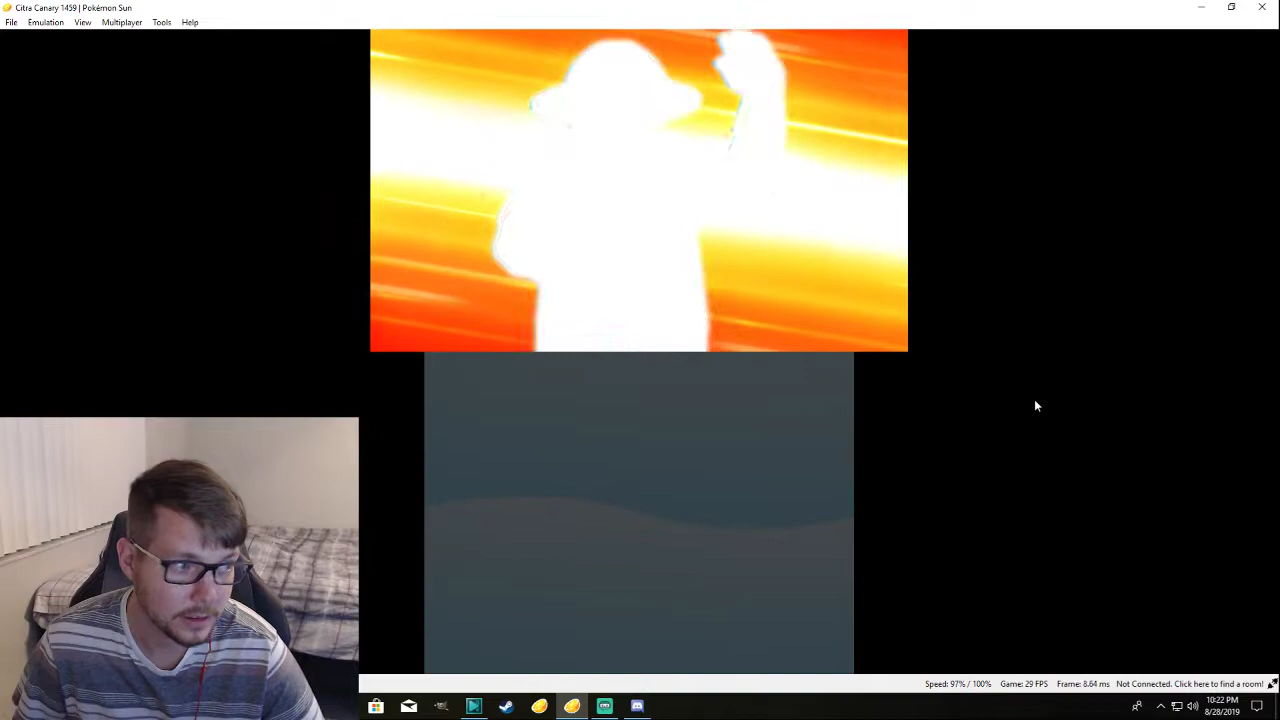 Citra Canary 1459 | Pokémon Sun
File Emulation View Multiplayer Tools Help
Speed: 97% / 100% Game: 29 FPS Frame: 8.64 ms Not Connected. Click here to find a room!
10:22 PM
8/28/2019